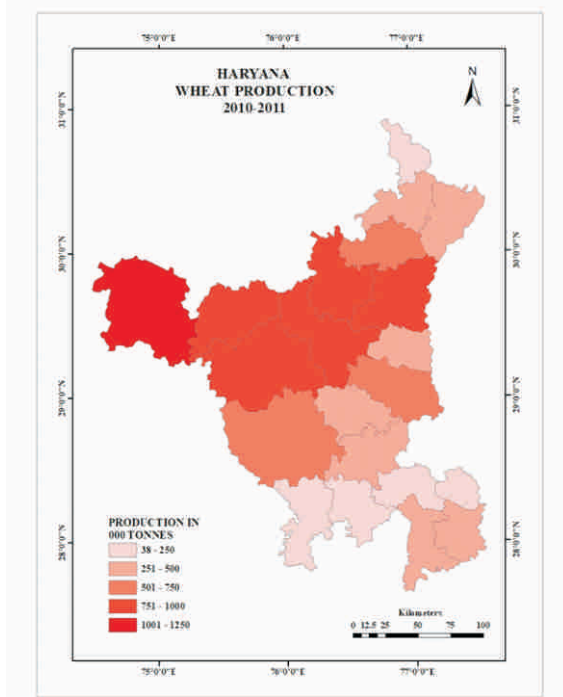 75°0'0"E 76°0'0"E 77°0'0"E
HARYANA
WHEAT PRODUCTION
2010-2011
N
31°0'0"N 31°0'0"N
30°0'0"N 30°0'0"N
29°0'0"N 29°0'0"N
28°0'0"N 28°0'0"N
PRODUCTION IN
000 TONNES
38 - 250
251 - 500
501 - 750
751 - 1000
1001 - 1250
Kilometers
0 12.5 25 50 75 100
75°0'0"E 76°0'0"E 77°0'0"E